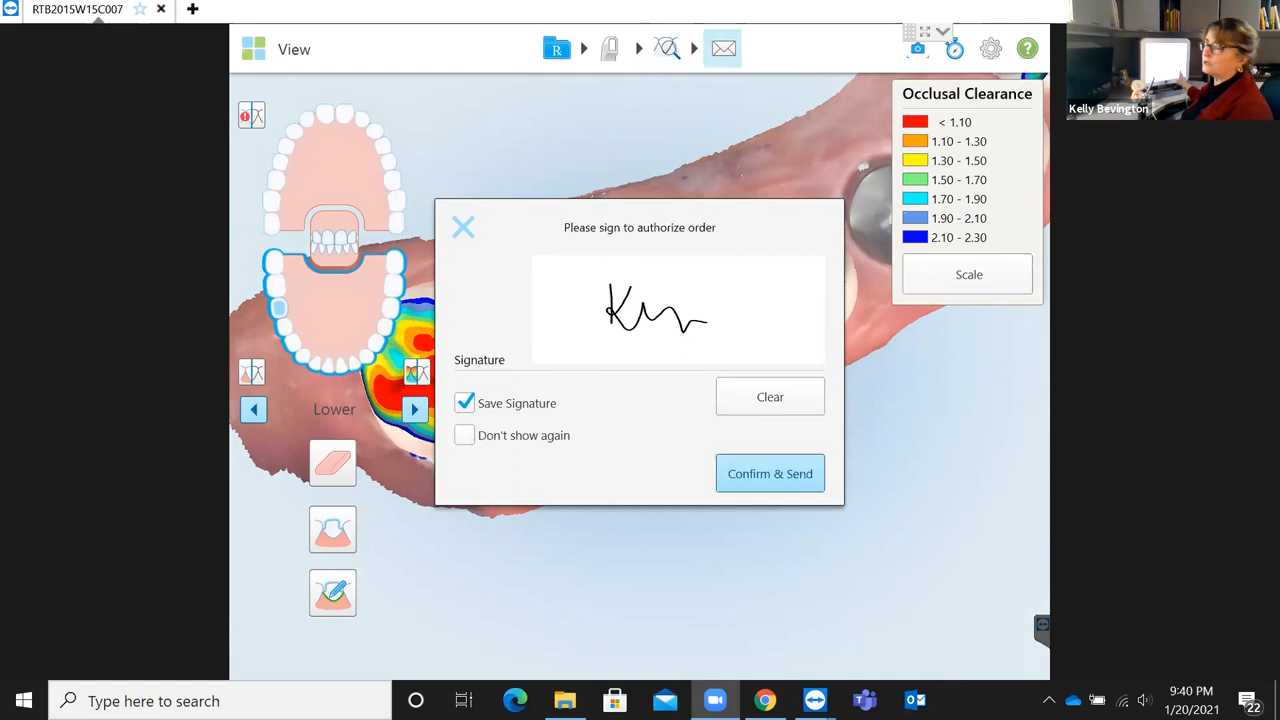 RTB2015W15C007
View
Rx
Kelly Bevington
Occlusal Clearance
< 1.10
1.10 - 1.30
1.30 - 1.50
1.50 - 1.70
1.70 - 1.90
1.90 - 2.10
2.10 - 2.30
Scale
Please sign to authorize order
Signature
Save Signature
Clear
Don't show again
Confirm & Send
Lower
Type here to search
9:40 PM
1/20/2021
22